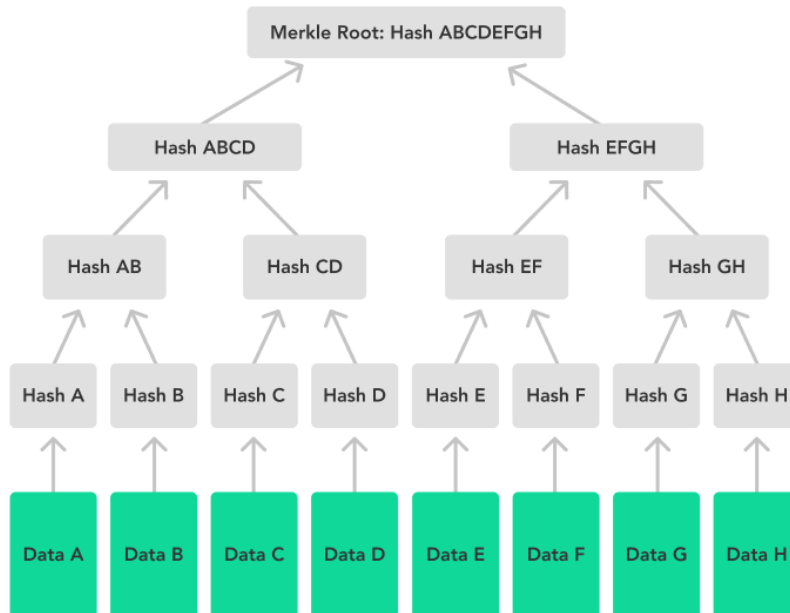 Merkle Root: Hash ABCDEFGH
Hash ABCD
Hash EFGH
Hash AB
Hash CD
Hash EF
Hash GH
Hash A
Hash B
Hash C
Hash D
Hash E
Hash F
Hash G
Hash H
Data A
Data B
Data C
Data D
Data E
Data F
Data G
Data H